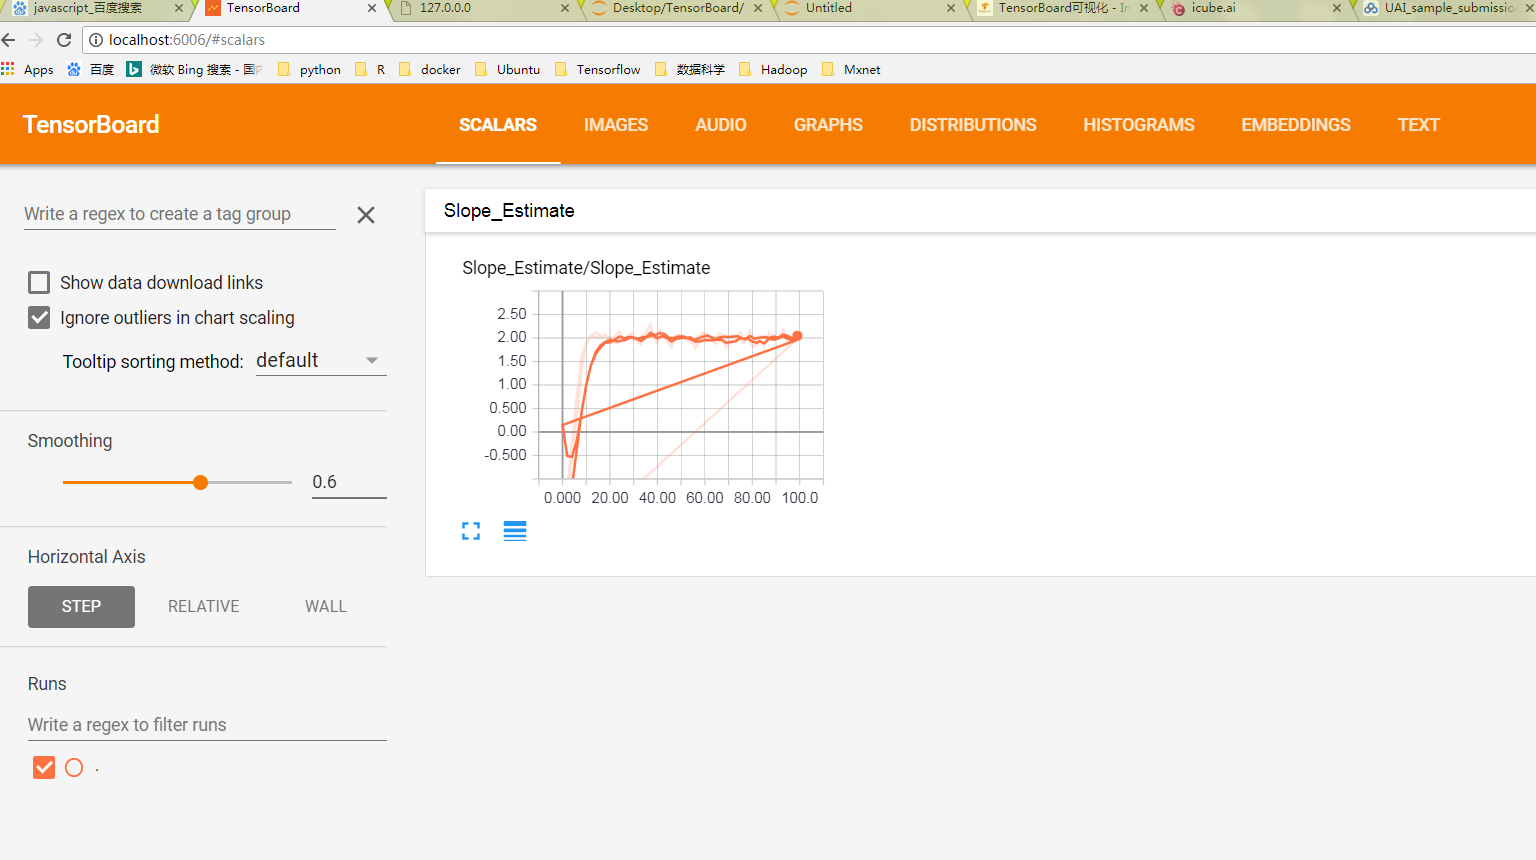 javascript_百度搜索
TensorBoard
127.0.0.0
Desktop/TensorBoard/
Untitled
TensorBoard可视化 - In
icube.ai
UAI_sample_submissio
localhost:6006/#scalars
Apps 百度 微软 Bing 搜索 - 国内 python R docker Ubuntu Tensorflow 数据科学 Hadoop Mxnet
TensorBoard
SCALARS IMAGES AUDIO GRAPHS DISTRIBUTIONS HISTOGRAMS EMBEDDINGS TEXT
Write a regex to create a tag group
Show data download links
Ignore outliers in chart scaling
Tooltip sorting method: default
Smoothing
0.6
Horizontal Axis
STEP RELATIVE WALL
Runs
Write a regex to filter runs
.
Slope_Estimate
Slope_Estimate/Slope_Estimate
2.50
2.00
1.50
1.00
0.500
0.00
-0.500
0.000 20.00 40.00 60.00 80.00 100.0